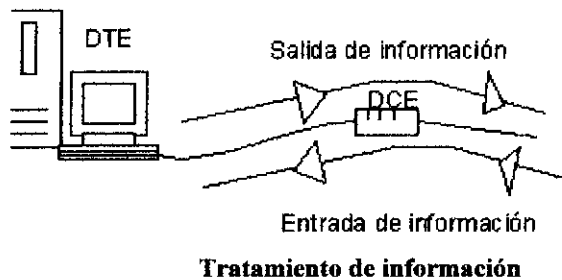 DTE
Salida de información
DCE
Entrada de información
Tratamiento de información